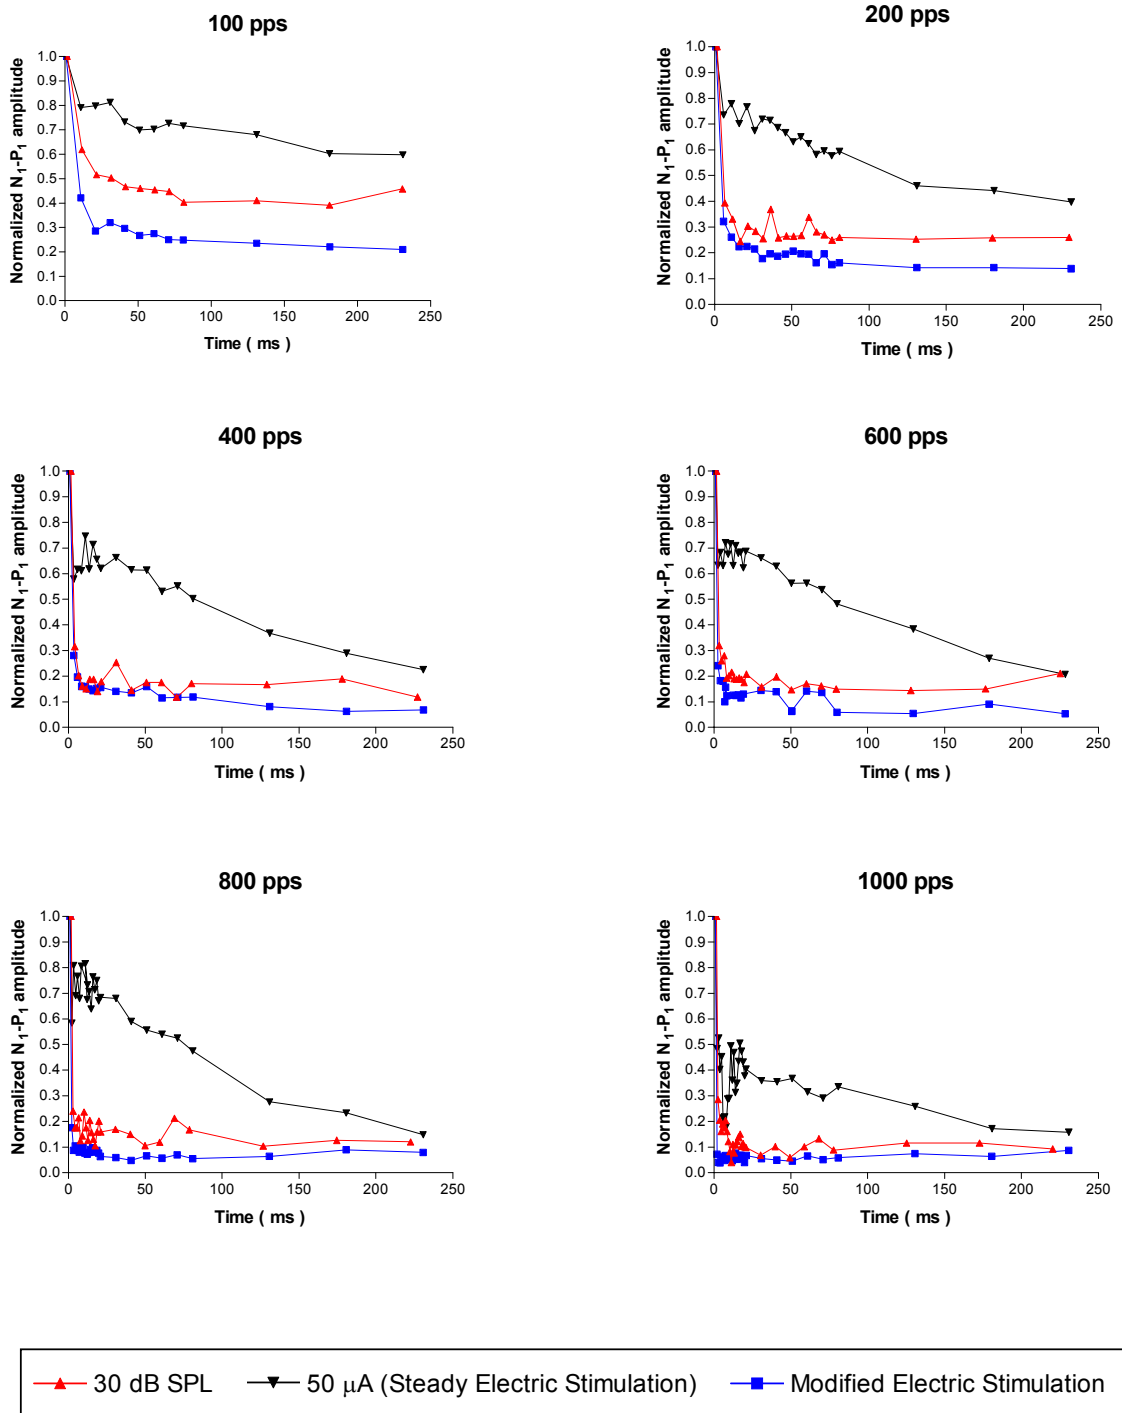 100 pps
Normalized N1-P1 amplitude
1.0
0.9
0.8
0.7
0.6
0.5
0.4
0.3
0.2
0.1
0.0
0 50 100 150 200 250
Time ( ms )
200 pps
Normalized N1-P1 amplitude
1.0
0.9
0.8
0.7
0.6
0.5
0.4
0.3
0.2
0.1
0.0
0 50 100 150 200 250
Time ( ms )
400 pps
Normalized N1-P1 amplitude
1.0
0.9
0.8
0.7
0.6
0.5
0.4
0.3
0.2
0.1
0.0
0 50 100 150 200 250
Time ( ms )
600 pps
Normalized N1-P1 amplitude
1.0
0.9
0.8
0.7
0.6
0.5
0.4
0.3
0.2
0.1
0.0
0 50 100 150 200 250
Time ( ms )
800 pps
Normalized N1-P1 amplitude
1.0
0.9
0.8
0.7
0.6
0.5
0.4
0.3
0.2
0.1
0.0
0 50 100 150 200 250
Time ( ms )
1000 pps
Normalized N1-P1 amplitude
1.0
0.9
0.8
0.7
0.6
0.5
0.4
0.3
0.2
0.1
0.0
0 50 100 150 200 250
Time ( ms )
30 dB SPL 50 μA (Steady Electric Stimulation) Modified Electric Stimulation